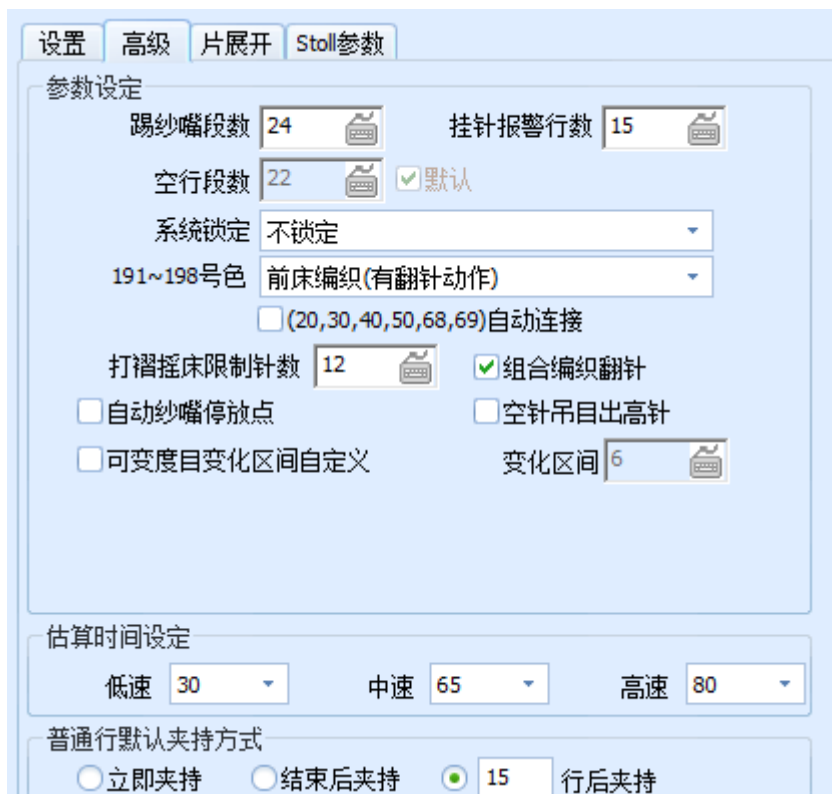 设置 高级 片展开 Stoll参数
参数设定
踢纱嘴段数 24 挂针报警行数 15
空行段数 22 默认
系统锁定 不锁定
191~198号色 前床编织(有翻针动作)
(20,30,40,50,68,69)自动连接
打褶摇床限制针数 12 组合编织翻针
自动纱嘴停放点 空针吊目出高针
可变度目变化区间自定义 变化区间 6
估算时间设定
低速 30 中速 65 高速 80
普通行默认夹持方式
立即夹持 结束后夹持 15 行后夹持